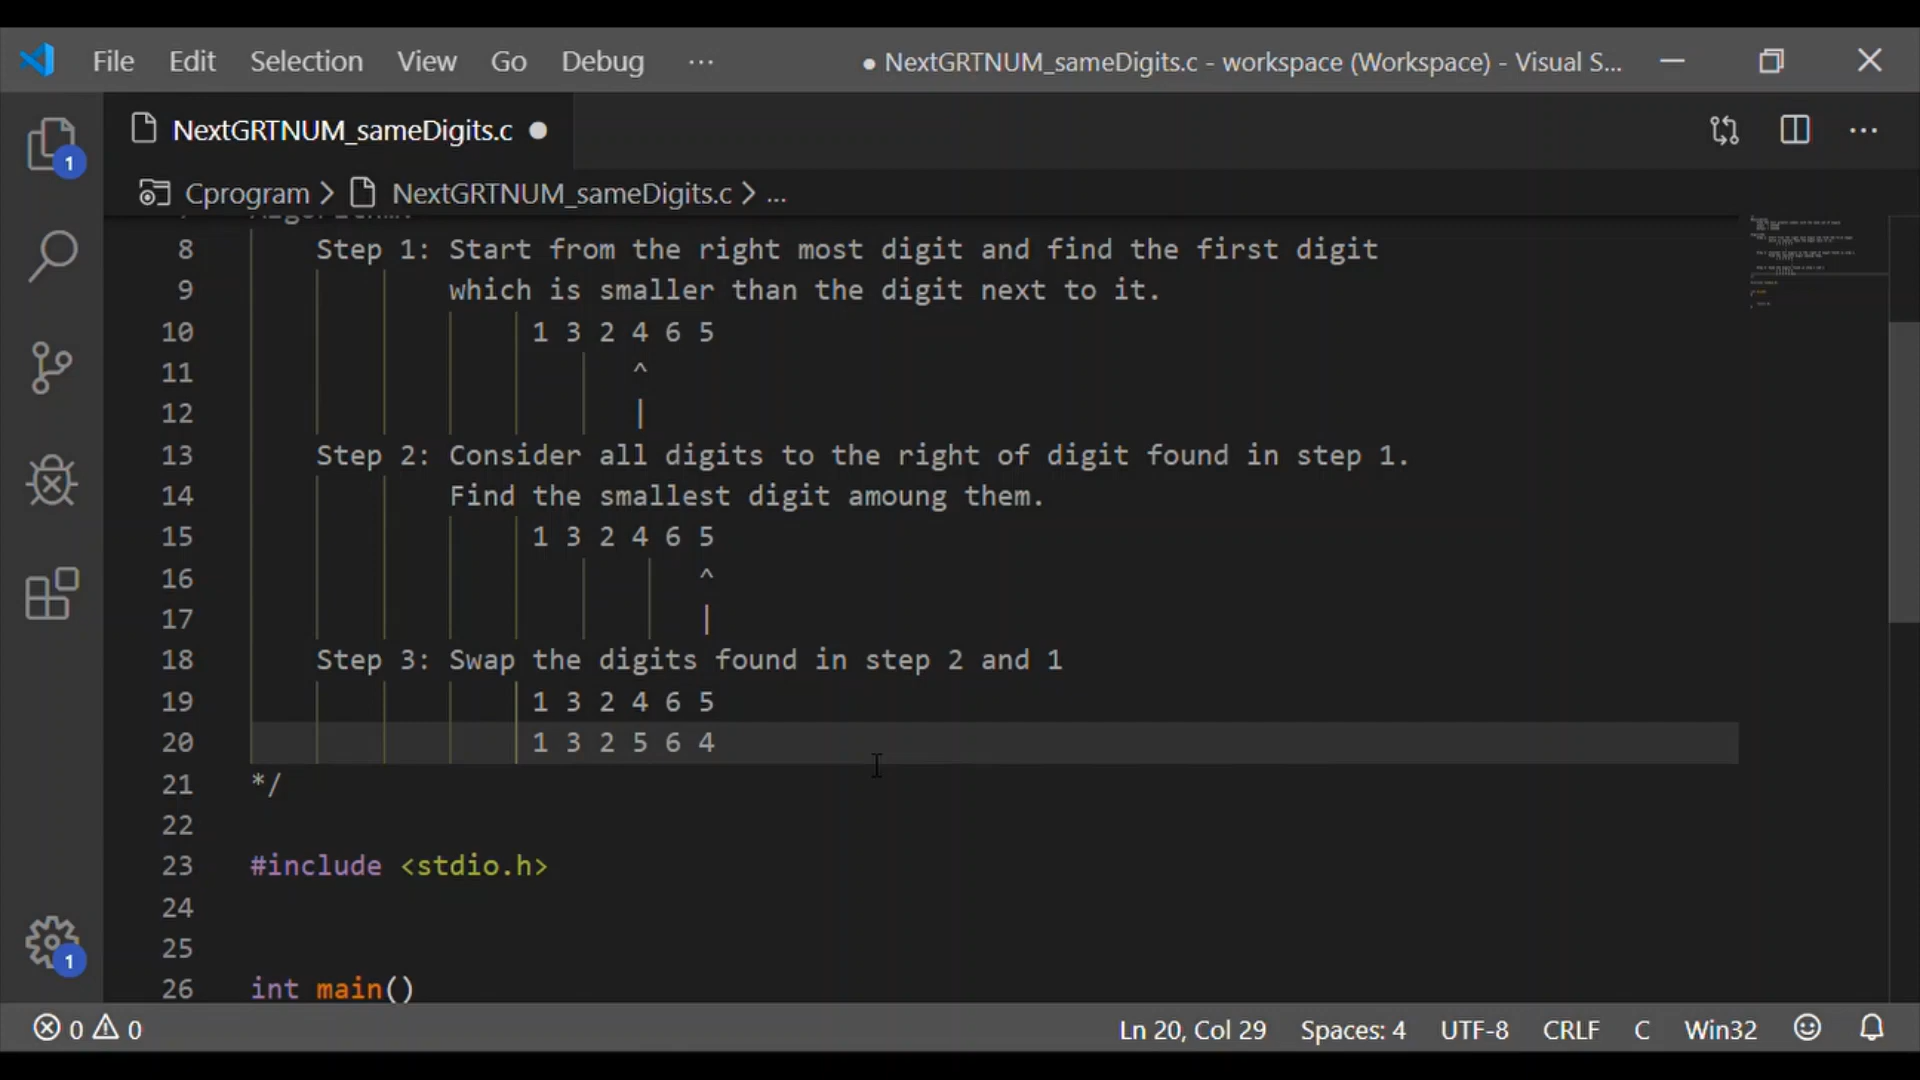 File Edit Selection View Go Debug ··· ● NextGRTNUM_sameDigits.c - workspace (Workspace) - Visual S...
NextGRTNUM_sameDigits.c ●
Cprogram > NextGRTNUM_sameDigits.c > ...
8 Step 1: Start from the right most digit and find the first digit
9 which is smaller than the digit next to it.
10 1 3 2 4 6 5
11 ^
12 |
13 Step 2: Consider all digits to the right of digit found in step 1.
14 Find the smallest digit amoung them.
15 1 3 2 4 6 5
16 ^
17 |
18 Step 3: Swap the digits found in step 2 and 1
19 1 3 2 4 6 5
20 1 3 2 5 6 4
21 */
22
23 #include <stdio.h>
24
25
26 int main()
1
1
0 0 Ln 20, Col 29 Spaces: 4 UTF-8 CRLF C Win32